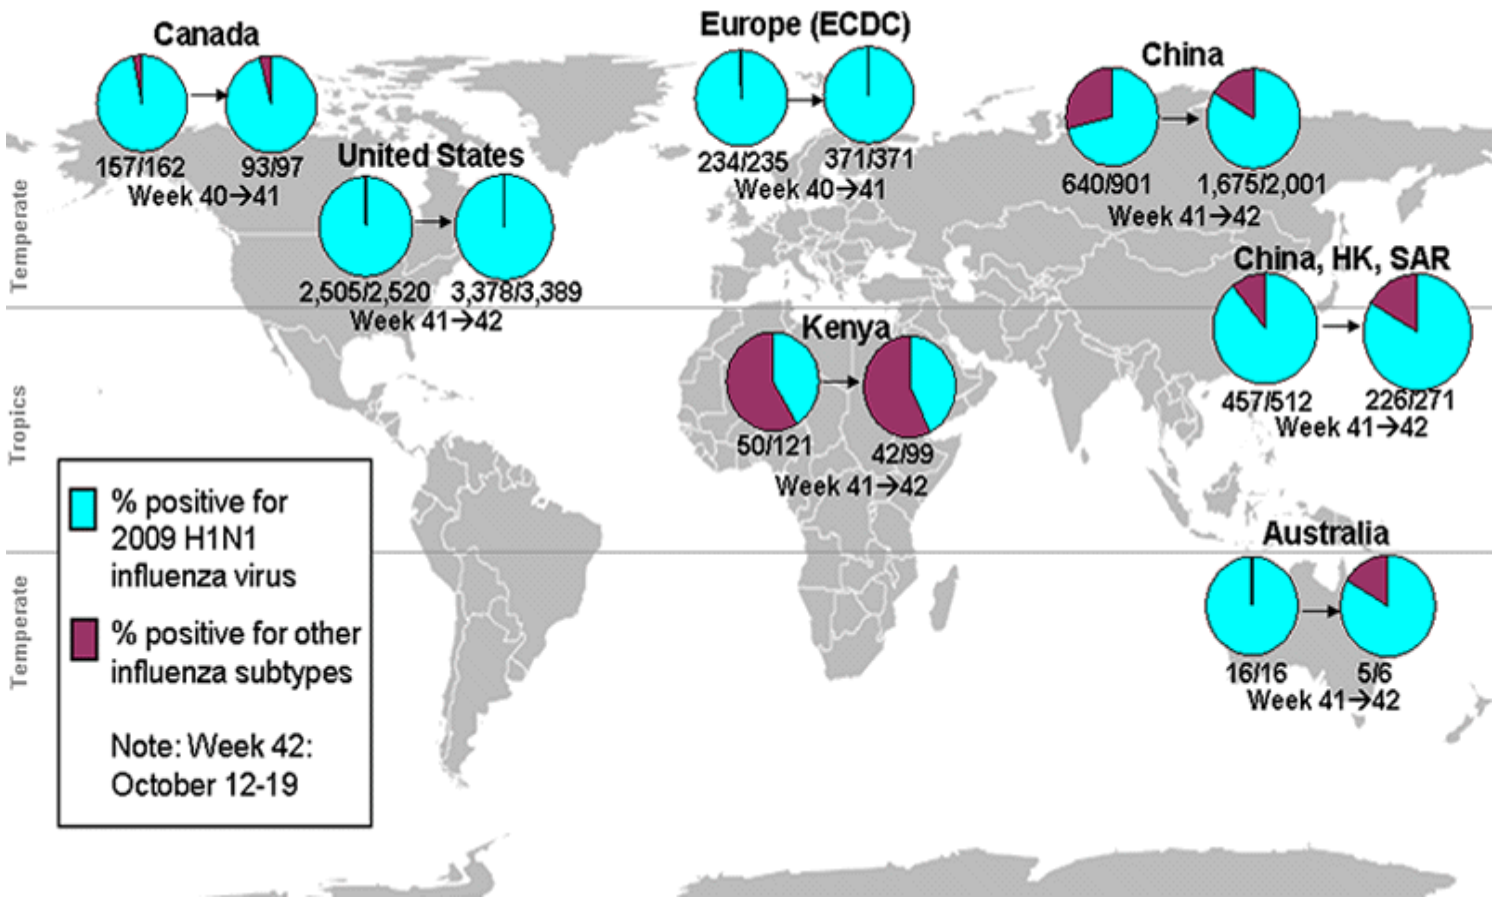 Canada
157/162
93/97
Week 40→41
United States
2,505/2,520
3,378/3,389
Week 41→42
Europe (ECDC)
234/235
371/371
Week 40→41
China
640/901
1,675/2,001
Week 41→42
China, HK, SAR
457/512
226/271
Week 41→42
Kenya
50/121
42/99
Week 41→42
Australia
16/16
5/6
Week 41→42
Temperate
Tropics
Temperate
% positive for
2009 H1N1
influenza virus
% positive for other
influenza subtypes
Note: Week 42:
October 12-19